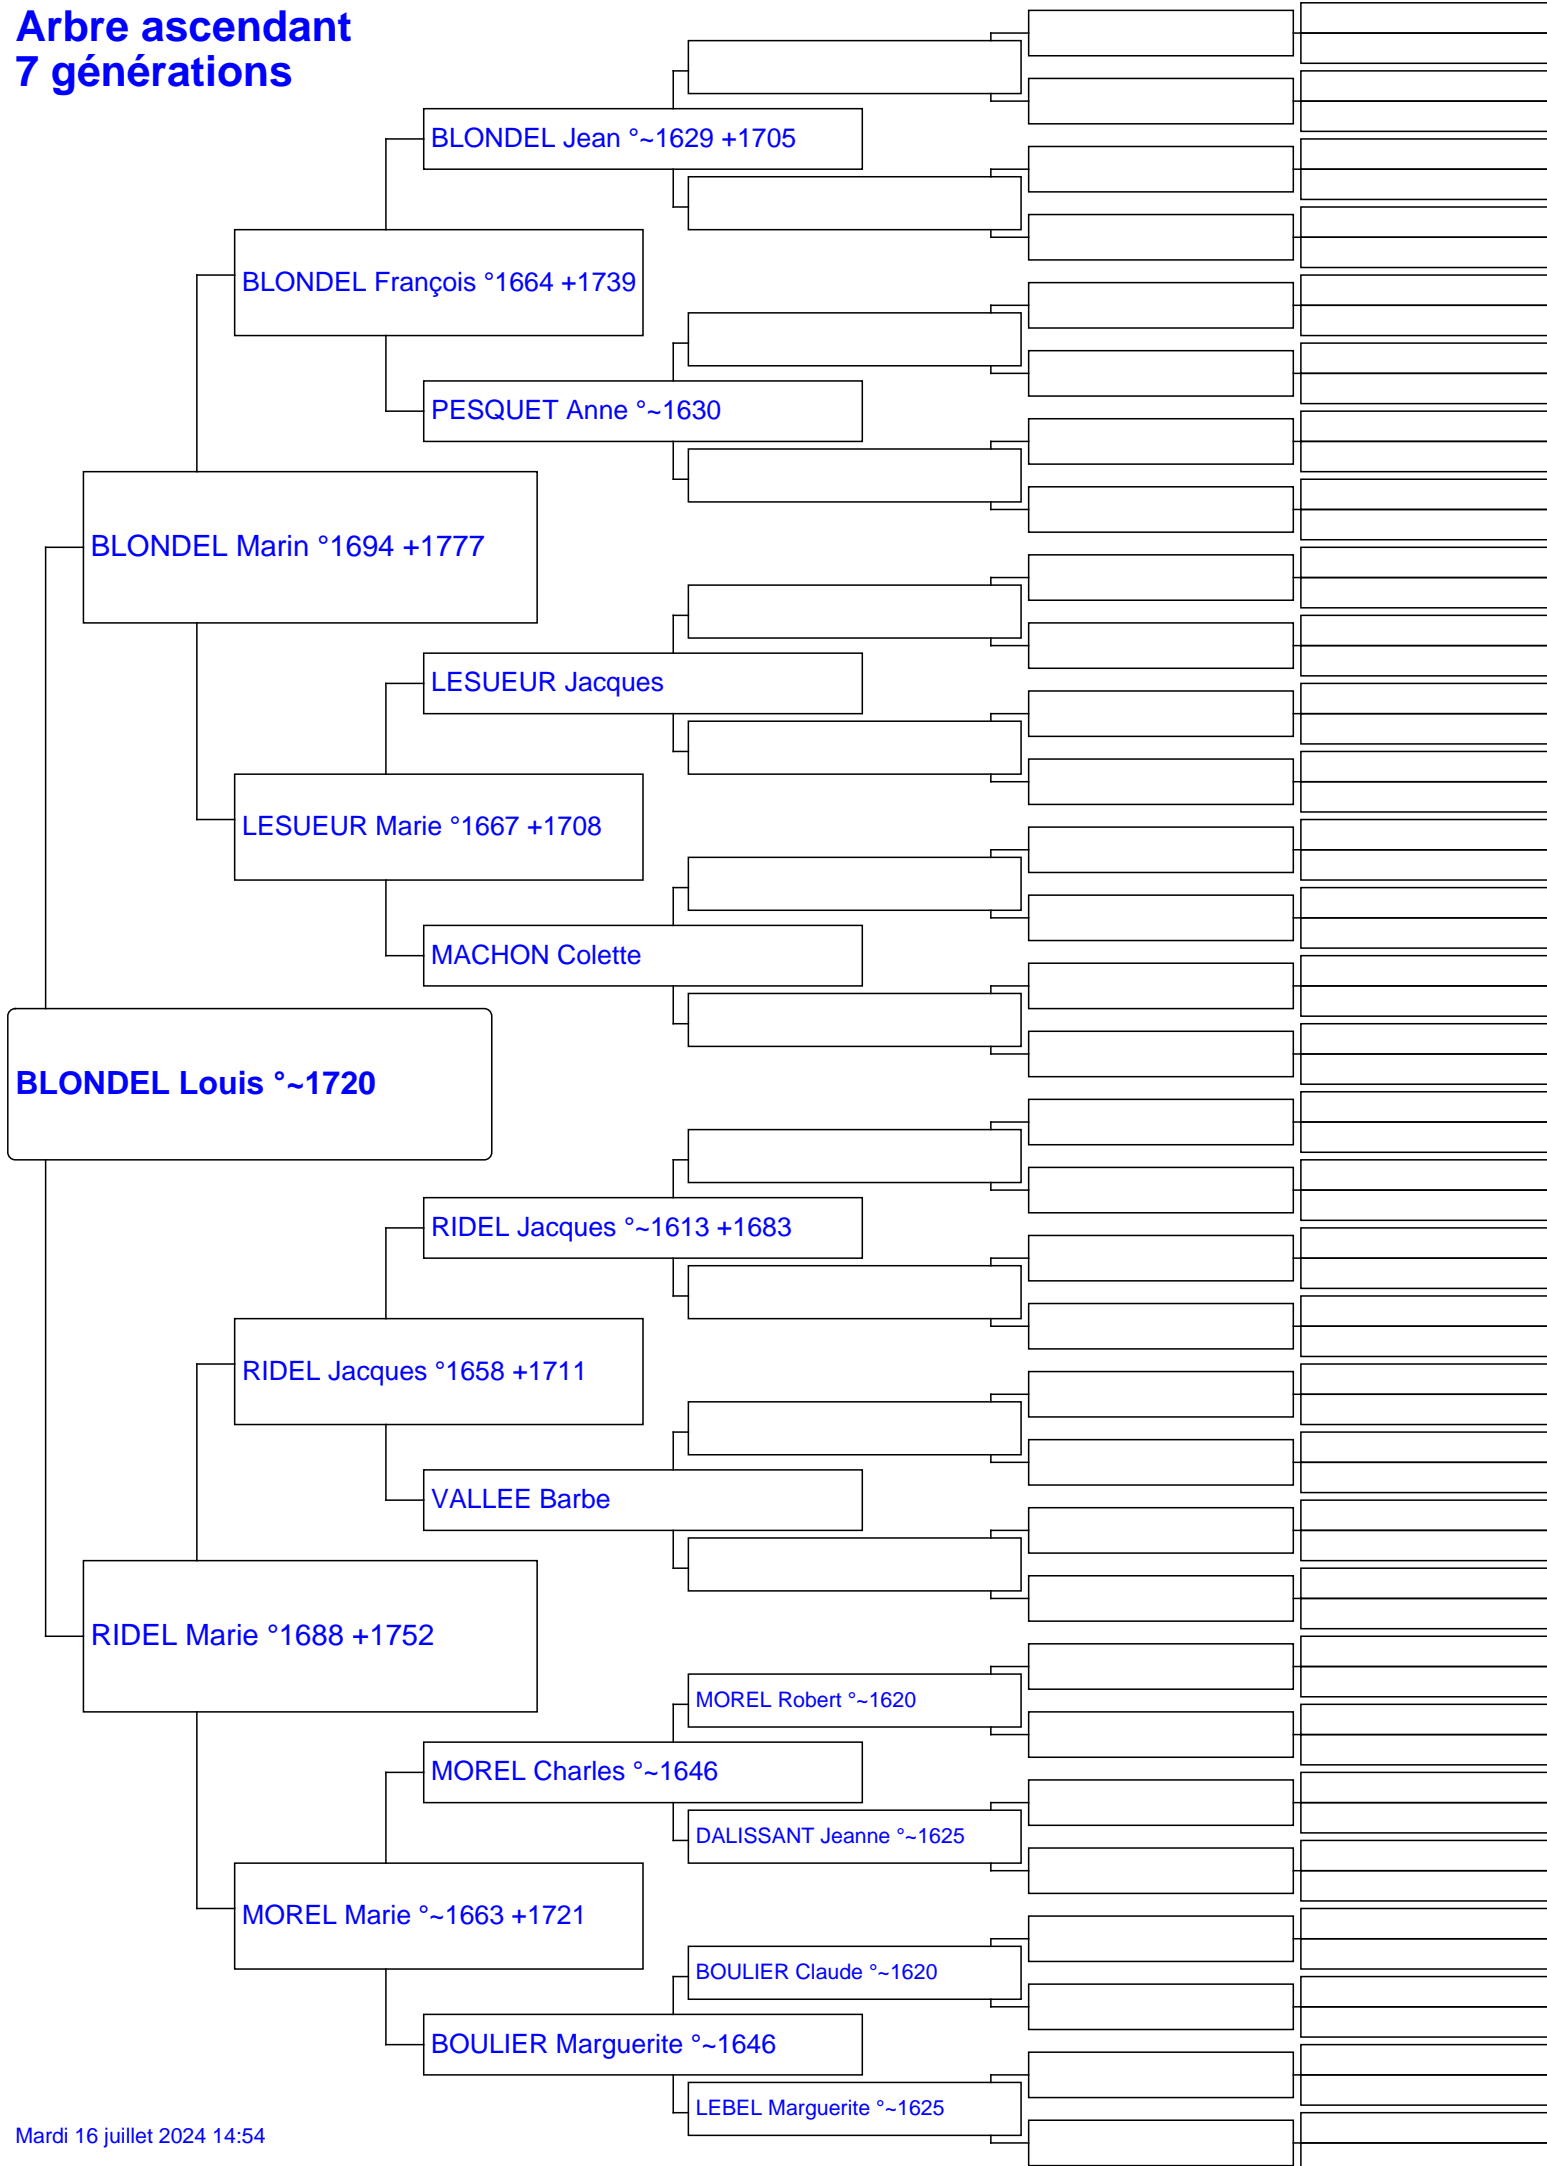 Arbre ascendant
7 générations
BLONDEL Jean °~1629 +1705
BLONDEL François °1664 +1739
PESQUET Anne °~1630
BLONDEL Marin °1694 +1777
LESUEUR Jacques
LESUEUR Marie °1667 +1708
MACHON Colette
BLONDEL Louis °~1720
RIDEL Jacques °~1613 +1683
RIDEL Jacques °1658 +1711
VALLEE Barbe
RIDEL Marie °1688 +1752
MOREL Robert °~1620
MOREL Charles °~1646
DALISSANT Jeanne °~1625
MOREL Marie °~1663 +1721
BOULIER Claude °~1620
BOULIER Marguerite °~1646
LEBEL Marguerite °~1625
Mardi 16 juillet 2024 14:54